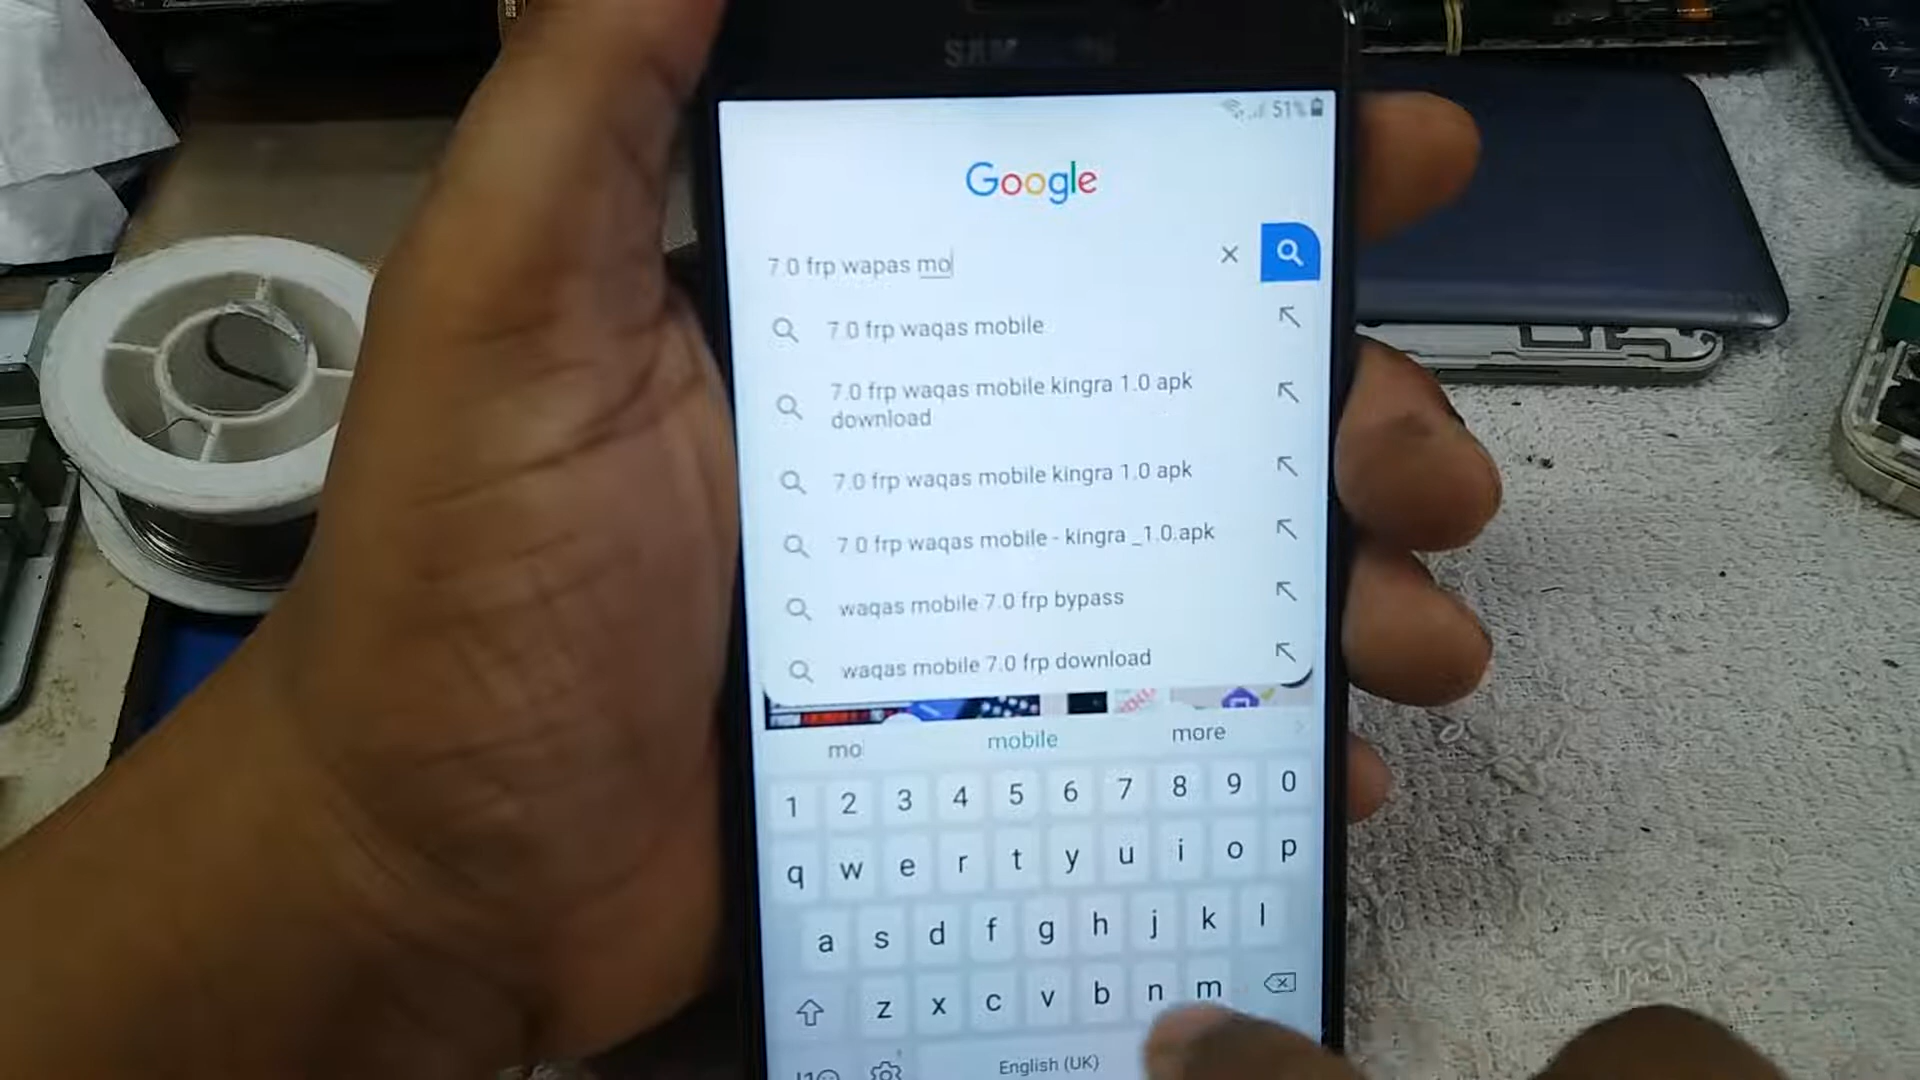 SAMSUNG
51%
Google
7.0 frp wapas mo
7.0 frp waqas mobile
7.0 frp waqas mobile kingra 1.0 apk
download
7.0 frp waqas mobile kingra 1.0 apk
7 0 frp waqas mobile - kingra _1.0.apk
waqas mobile 7.0 frp bypass
waqas mobile 7.0 frp download
mo mobile more
1 2 3 4 5 6 7 8 9 0
q w e r t y u i o p
a s d f g h j k l
z x c v b n m
English (UK)